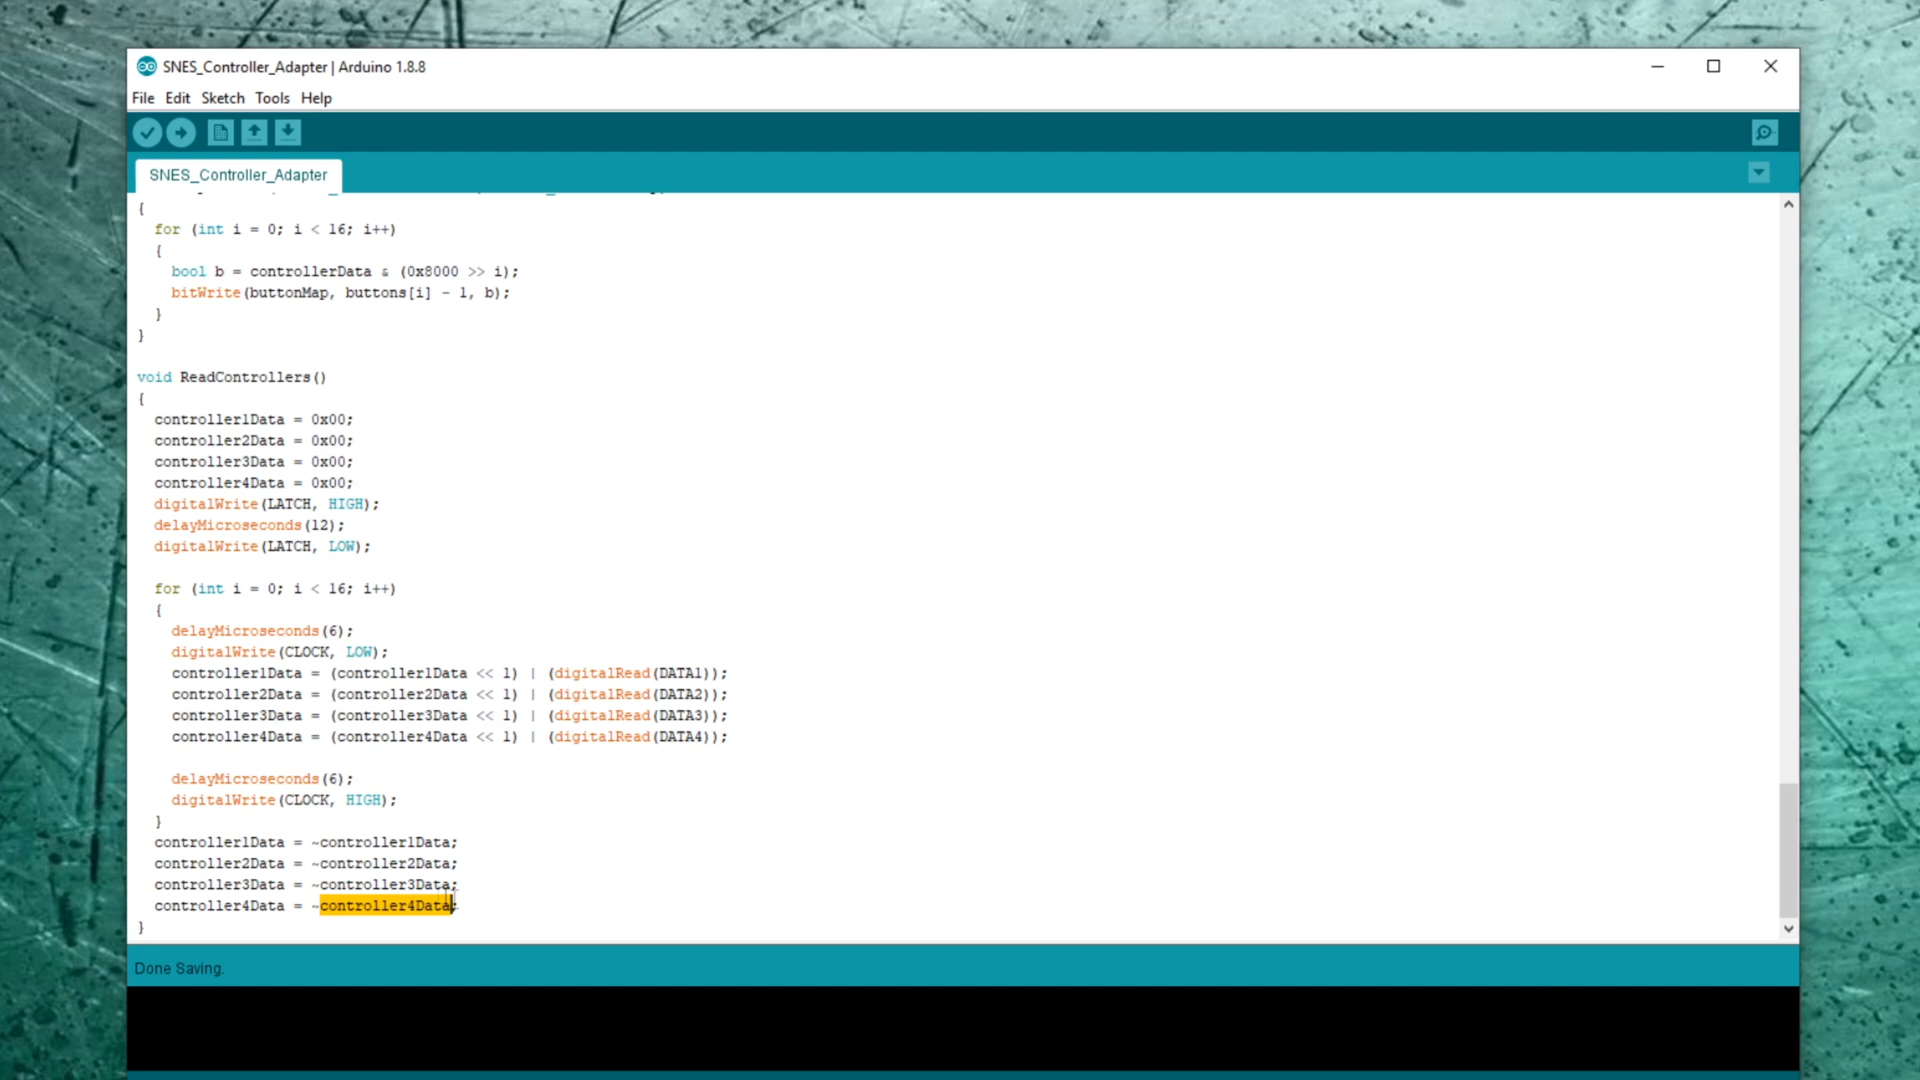 SNES_Controller_Adapter | Arduino 1.8.8
File Edit Sketch Tools Help
SNES_Controller_Adapter
{
for (int i = 0; i < 16; i++)
{
bool b = controllerData & (0x8000 >> i);
bitWrite(buttonMap, buttons[i] - 1, b);
}
}
void ReadControllers()
{
controller1Data = 0x00;
controller2Data = 0x00;
controller3Data = 0x00;
controller4Data = 0x00;
digitalWrite(LATCH, HIGH);
delayMicroseconds(12);
digitalWrite(LATCH, LOW);
for (int i = 0; i < 16; i++)
{
delayMicroseconds(6);
digitalWrite(CLOCK, LOW);
controller1Data = (controller1Data << 1) | (digitalRead(DATA1));
controller2Data = (controller2Data << 1) | (digitalRead(DATA2));
controller3Data = (controller3Data << 1) | (digitalRead(DATA3));
controller4Data = (controller4Data << 1) | (digitalRead(DATA4));
delayMicroseconds(6);
digitalWrite(CLOCK, HIGH);
}
controller1Data = ~controller1Data;
controller2Data = ~controller2Data;
controller3Data = ~controller3Data;
controller4Data = ~controller4Data;
}
Done Saving.